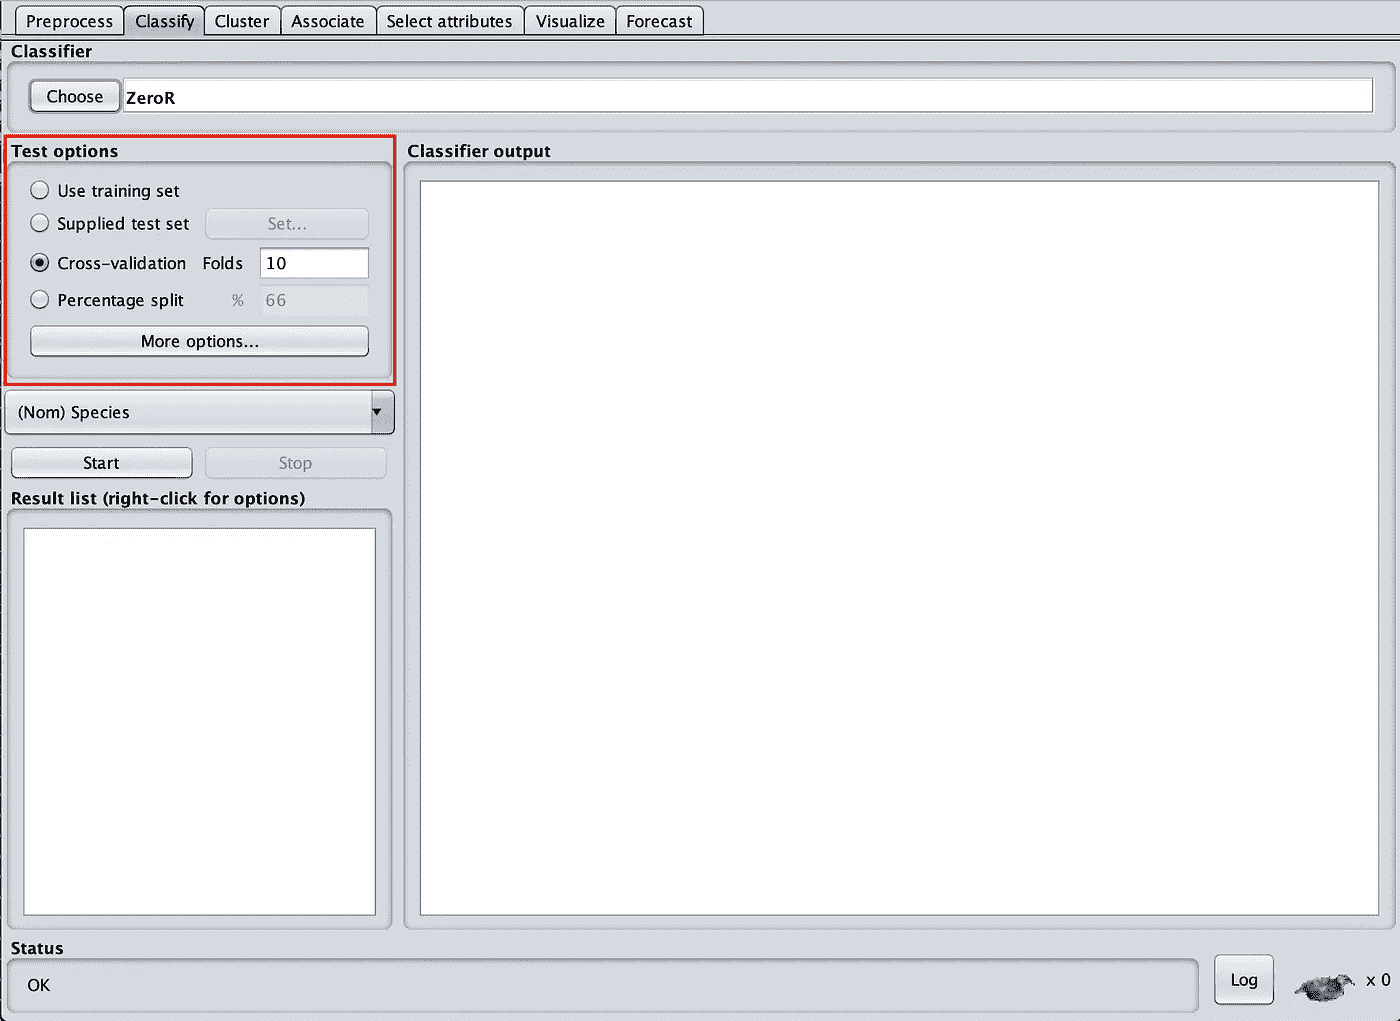 Preprocess Classify Cluster Associate Select attributes Visualize Forecast
Classifier
Choose ZeroR
Test options
Use training set
Supplied test set Set...
Cross-validation Folds 10
Percentage split % 66
More options...
(Nom) Species
Start Stop
Result list (right-click for options)
Classifier output
Status
OK
Log x 0